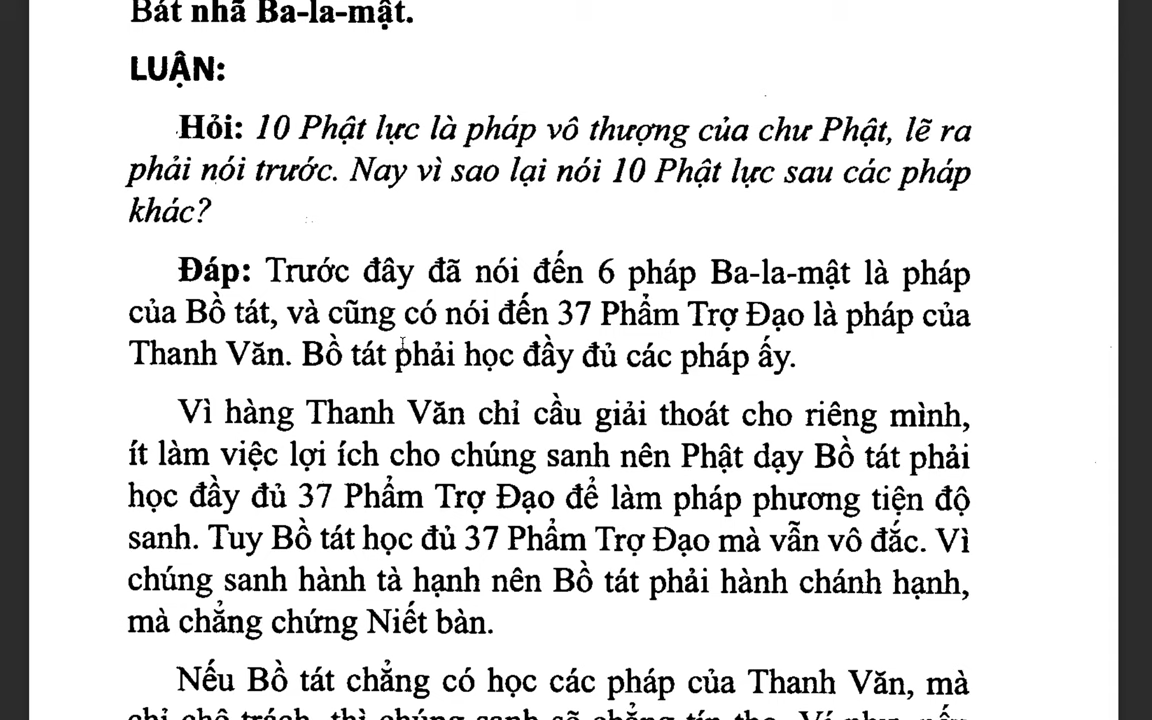 Bát nhã Ba-la-mật.
LUẬN:
Hỏi: 10 Phật lực là pháp vô thượng của chư Phật, lẽ ra
phải nói trước. Nay vì sao lại nói 10 Phật lực sau các pháp
khác?
Đáp: Trước đây đã nói đến 6 pháp Ba-la-mật là pháp
của Bồ tát, và cũng có nói đến 37 Phẩm Trợ Đạo là pháp của
Thanh Văn. Bồ tát phải học đầy đủ các pháp ấy.
Vì hàng Thanh Văn chỉ cầu giải thoát cho riêng mình,
ít làm việc lợi ích cho chúng sanh nên Phật dạy Bồ tát phải
học đầy đủ 37 Phẩm Trợ Đạo để làm pháp phương tiện độ
sanh. Tuy Bồ tát học đủ 37 Phẩm Trợ Đạo mà vẫn vô đắc. Vì
chúng sanh hành tà hạnh nên Bồ tát phải hành chánh hạnh,
mà chẳng chứng Niết bàn.
Nếu Bồ tát chẳng có học các pháp của Thanh Văn, mà